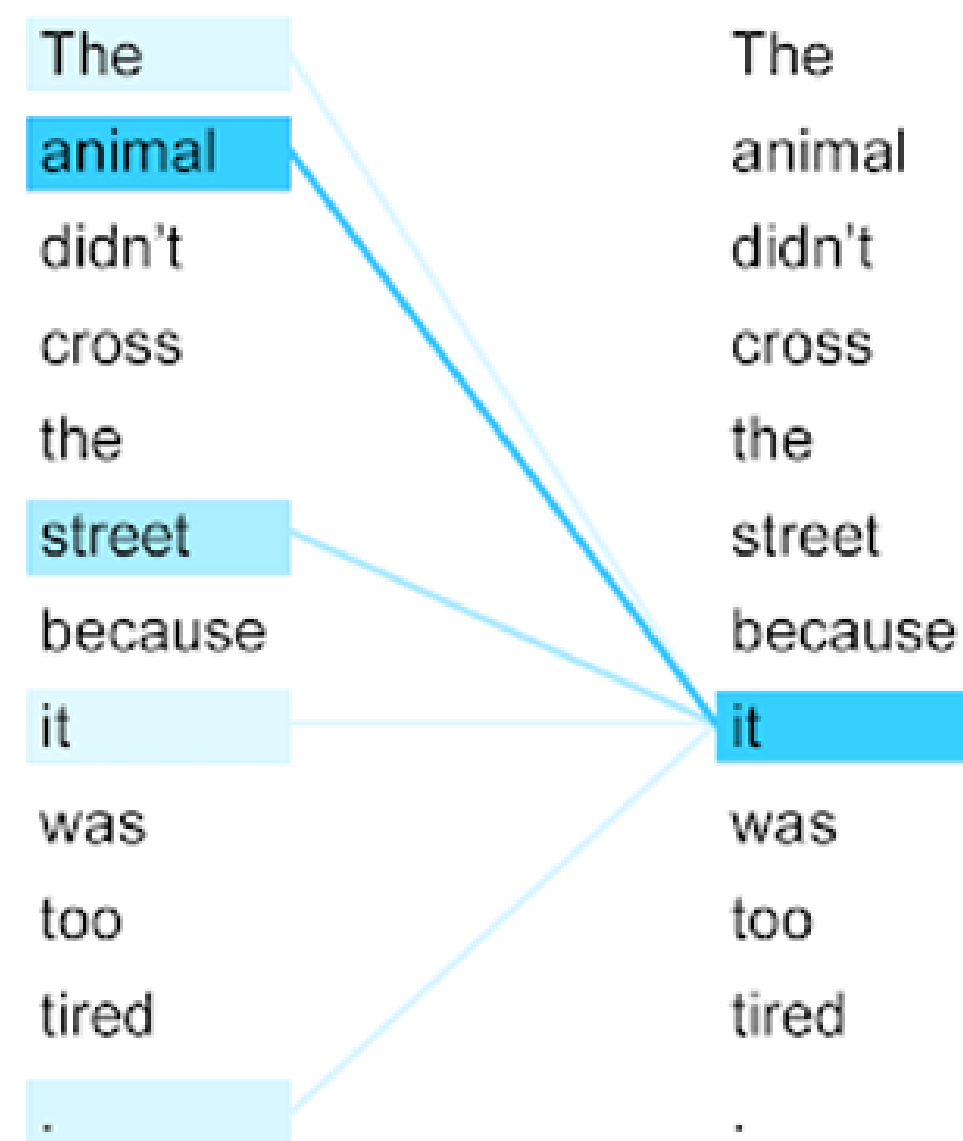 The
animal
didn't
cross
the
street
because
it
was
too
tired
.
The
animal
didn't
cross
the
street
because
it
was
too
tired
.